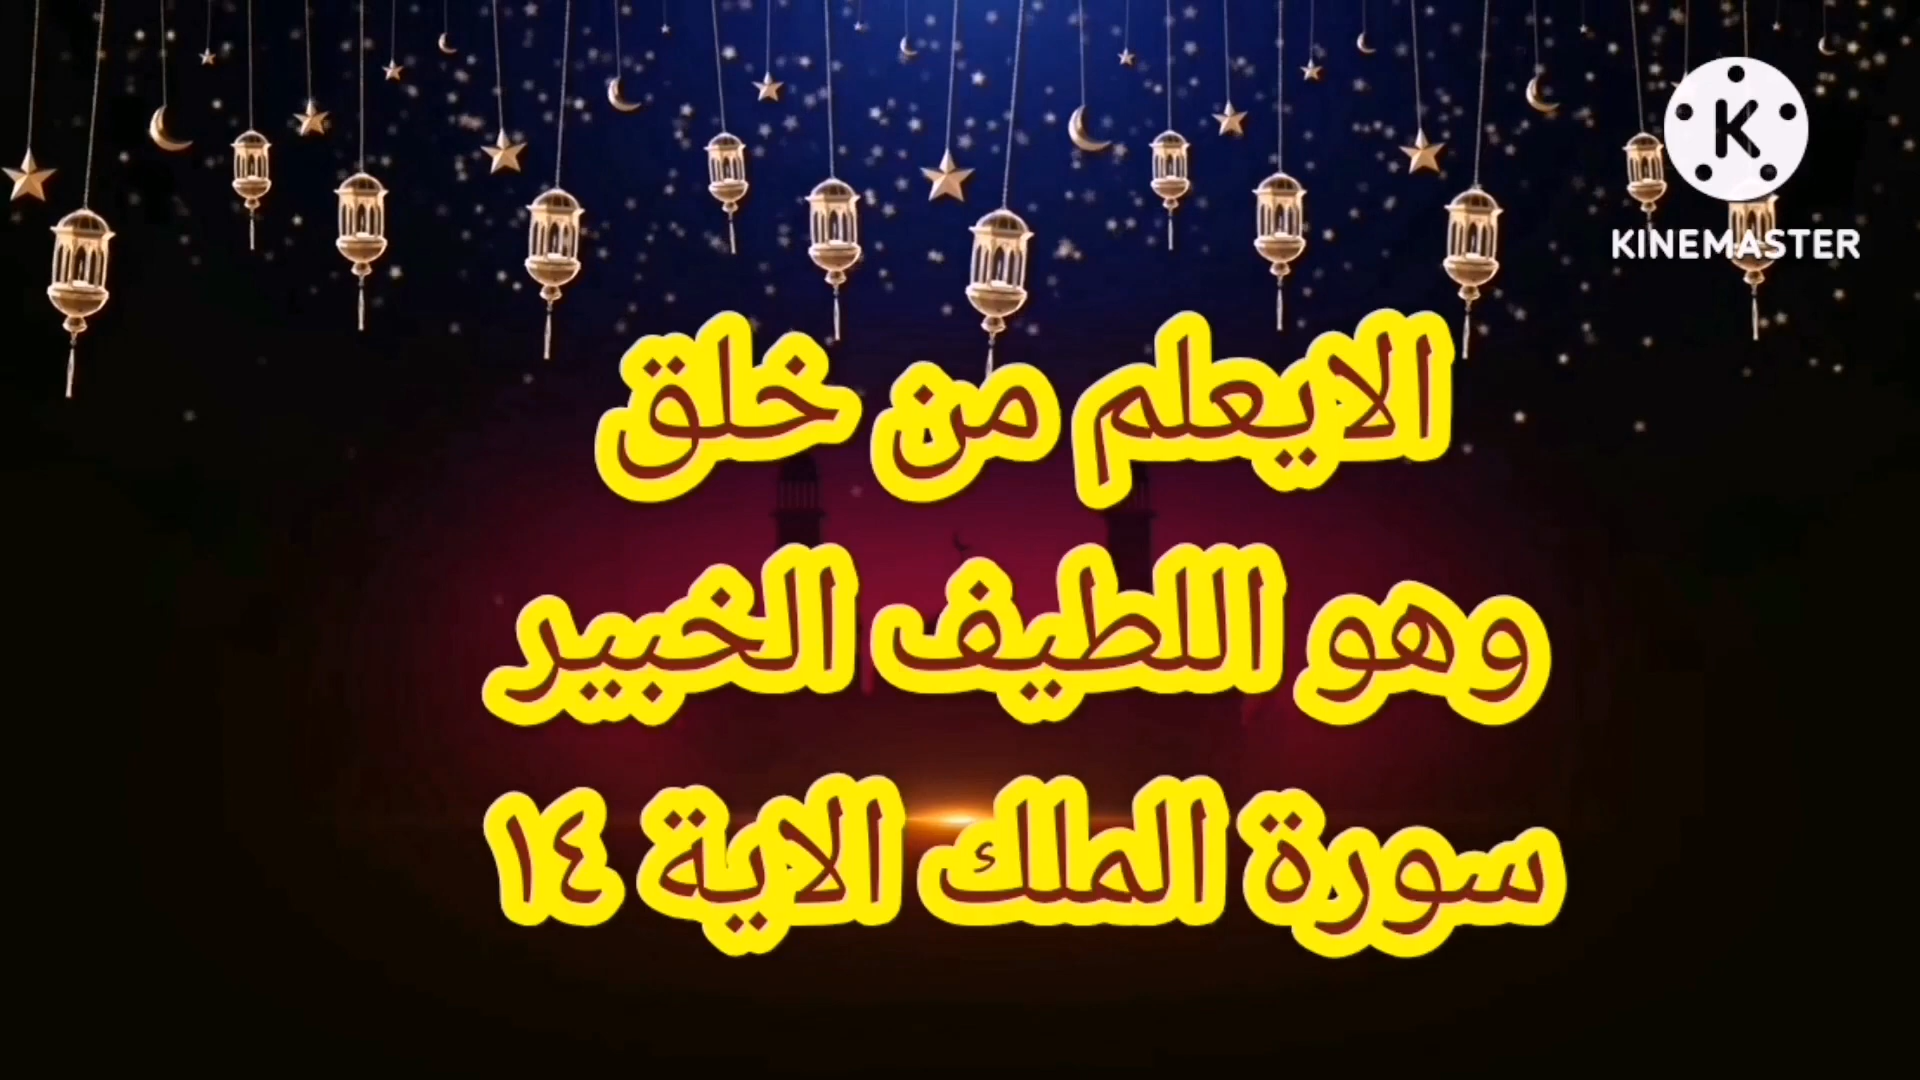 KINEMASTER
الايعلم من خلق
وهو اللطيف الخبير
سورة الملك الاية ١٤